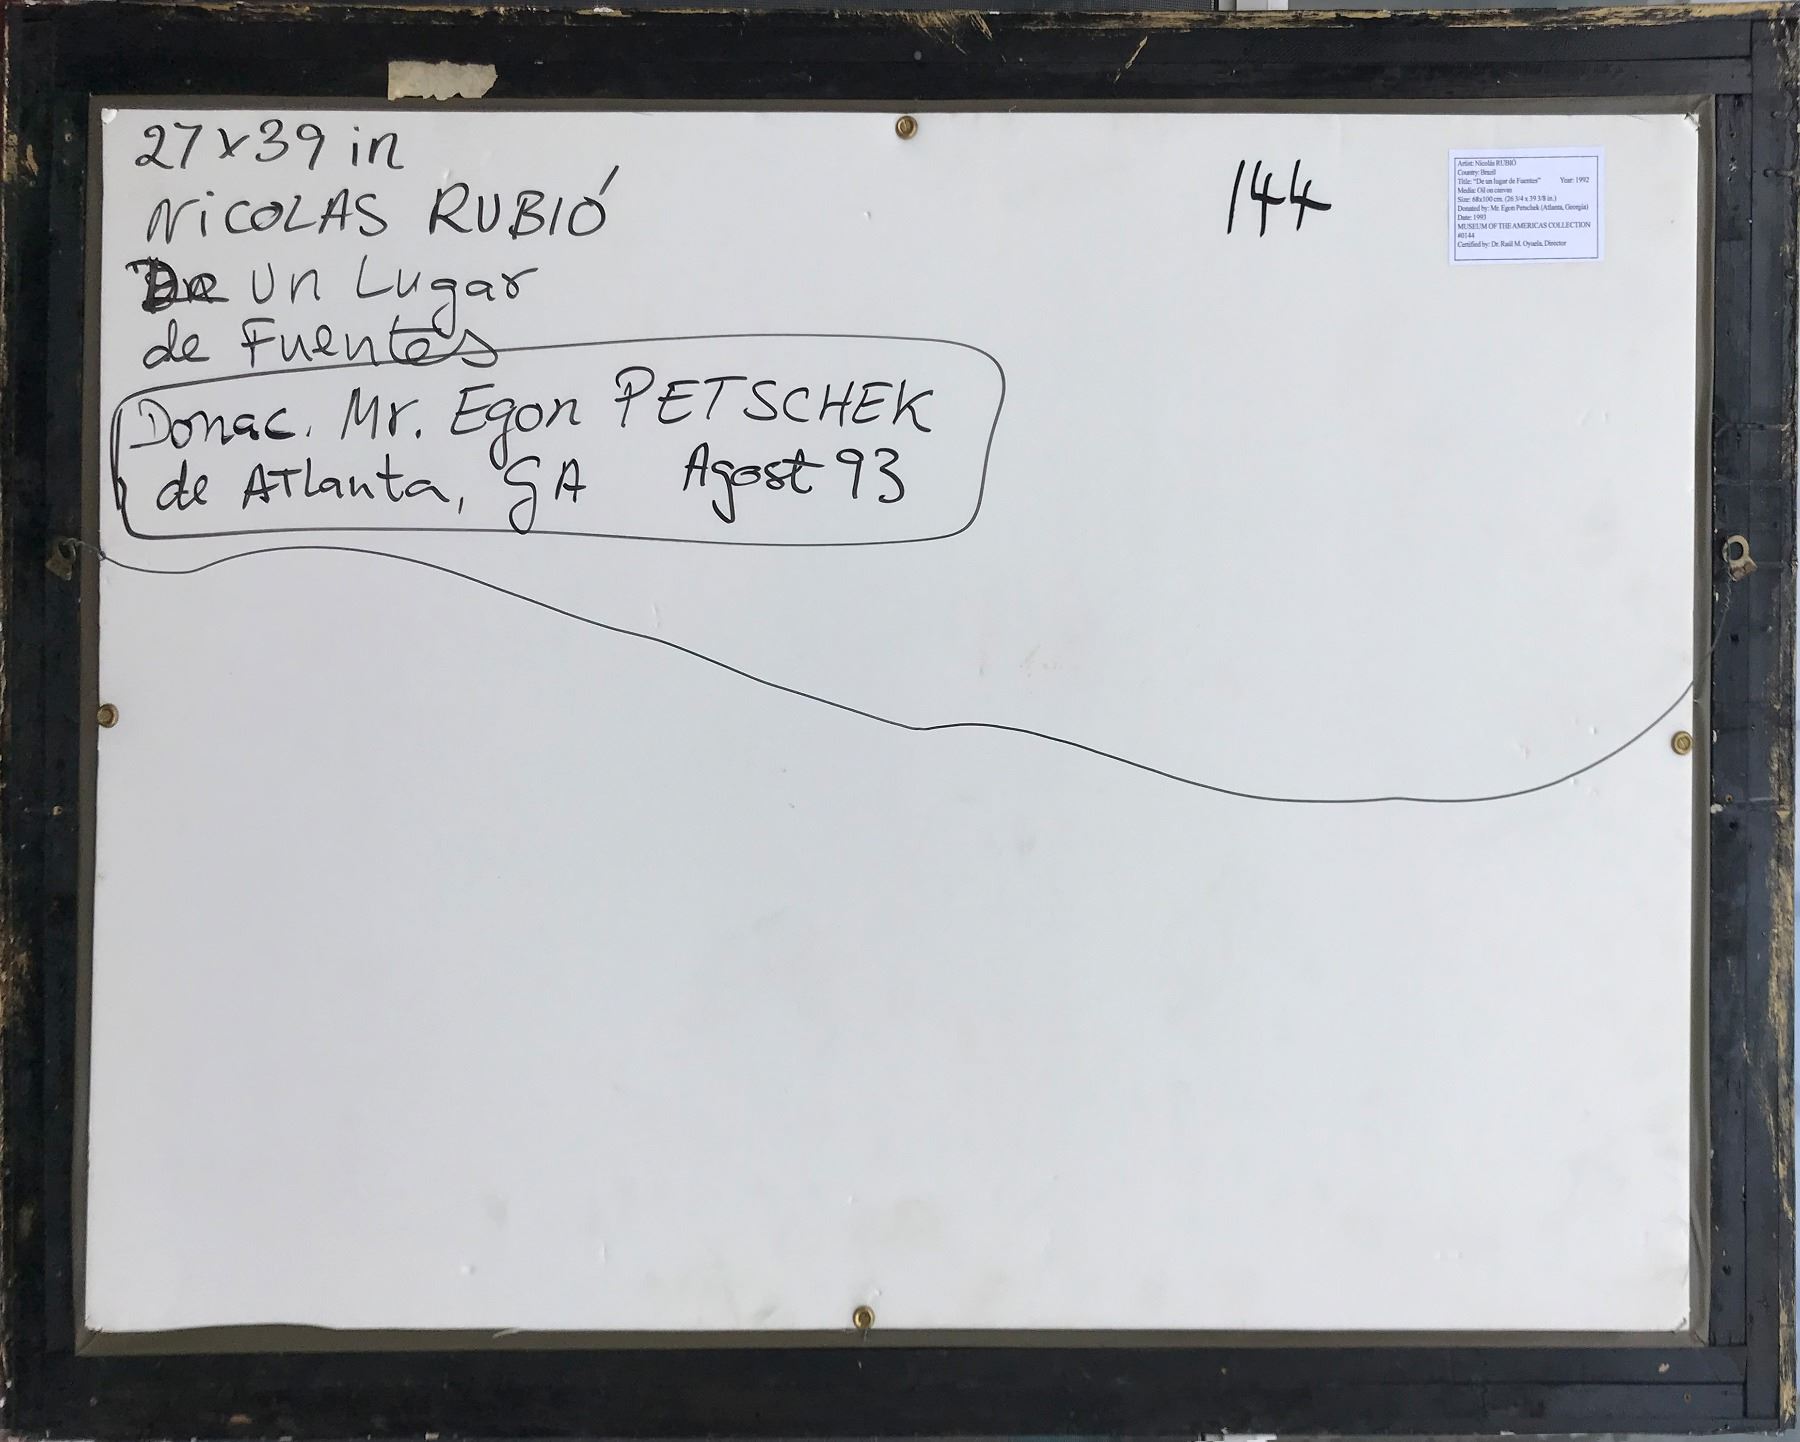 27x39 in
NiCOLAS RUBIÓ
De un Lugar
de Fuentes
Donac. Mr. Egon PETSCHEK
de ATlanta, GA Agost 93
144
Artist: Nicolás RUBIÓ
Country: Brazil
Title: "De un lugar de Fuentes" Year: 1992
Media: Oil on canvas
Size: 68x100 cm. (26 3/4 x 39 3/8 in.)
Donated by: Mr. Egon Petschek (Atlanta, Georgia)
Date: 1993
MUSEUM OF THE AMERICAS COLLECTION
#0144
Certified by: Dr. Raúl M. Oyuela, Director